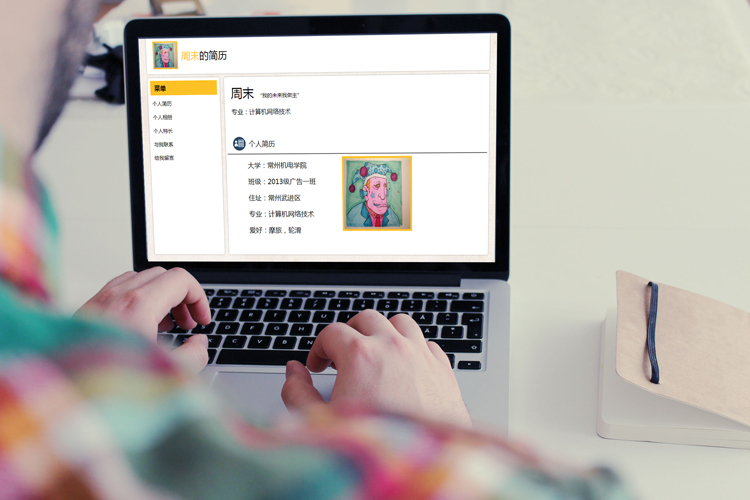 周末的简历
菜单
个人简历
个人相册
个人特长
与我联系
给我留言
周末 “我的未来我做主”
专业：计算机网络技术
个人简历
大学：常州机电学院
班级：2013级广告一班
住址：常州武进区
专业：计算机网络技术
爱好：摩旅，轮滑